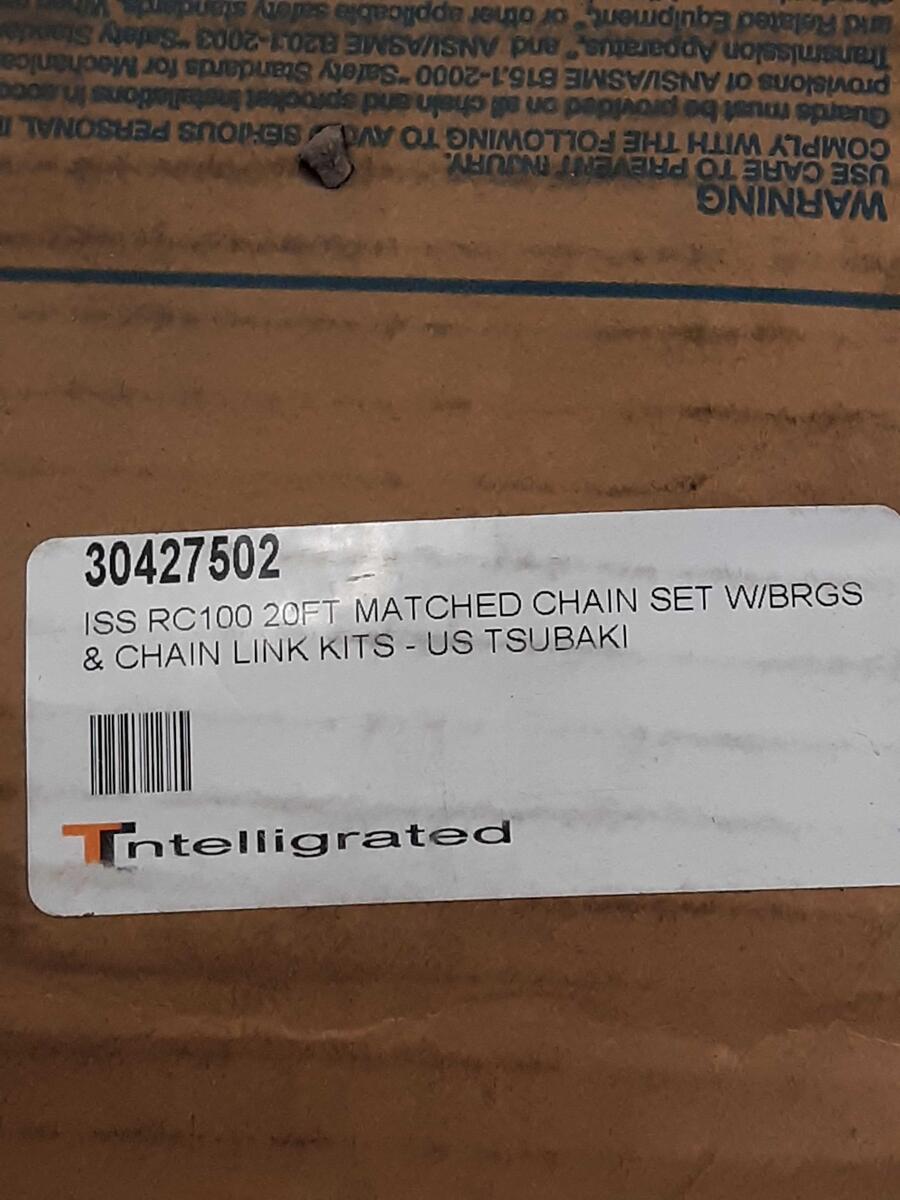 30427502
ISS RC100 20FT MATCHED CHAIN SET W/BRGS
& CHAIN LINK KITS - US TSUBAKI
Intelligrated
WARNING
USE CARE TO PREVENT INJURY.
COMPLY WITH THE FOLLOWING TO AVOID SERIOUS PERSONAL
Guards must be provided on all chain and sprocket installations in
provisions of ANSI/ASME B15.1-2000 "Safety Standards for Mechanical
Transmission Apparatus," and ANSI/ASME B20.1-2003 "Safety
and Related Equipment," or other applicable safety standards. When